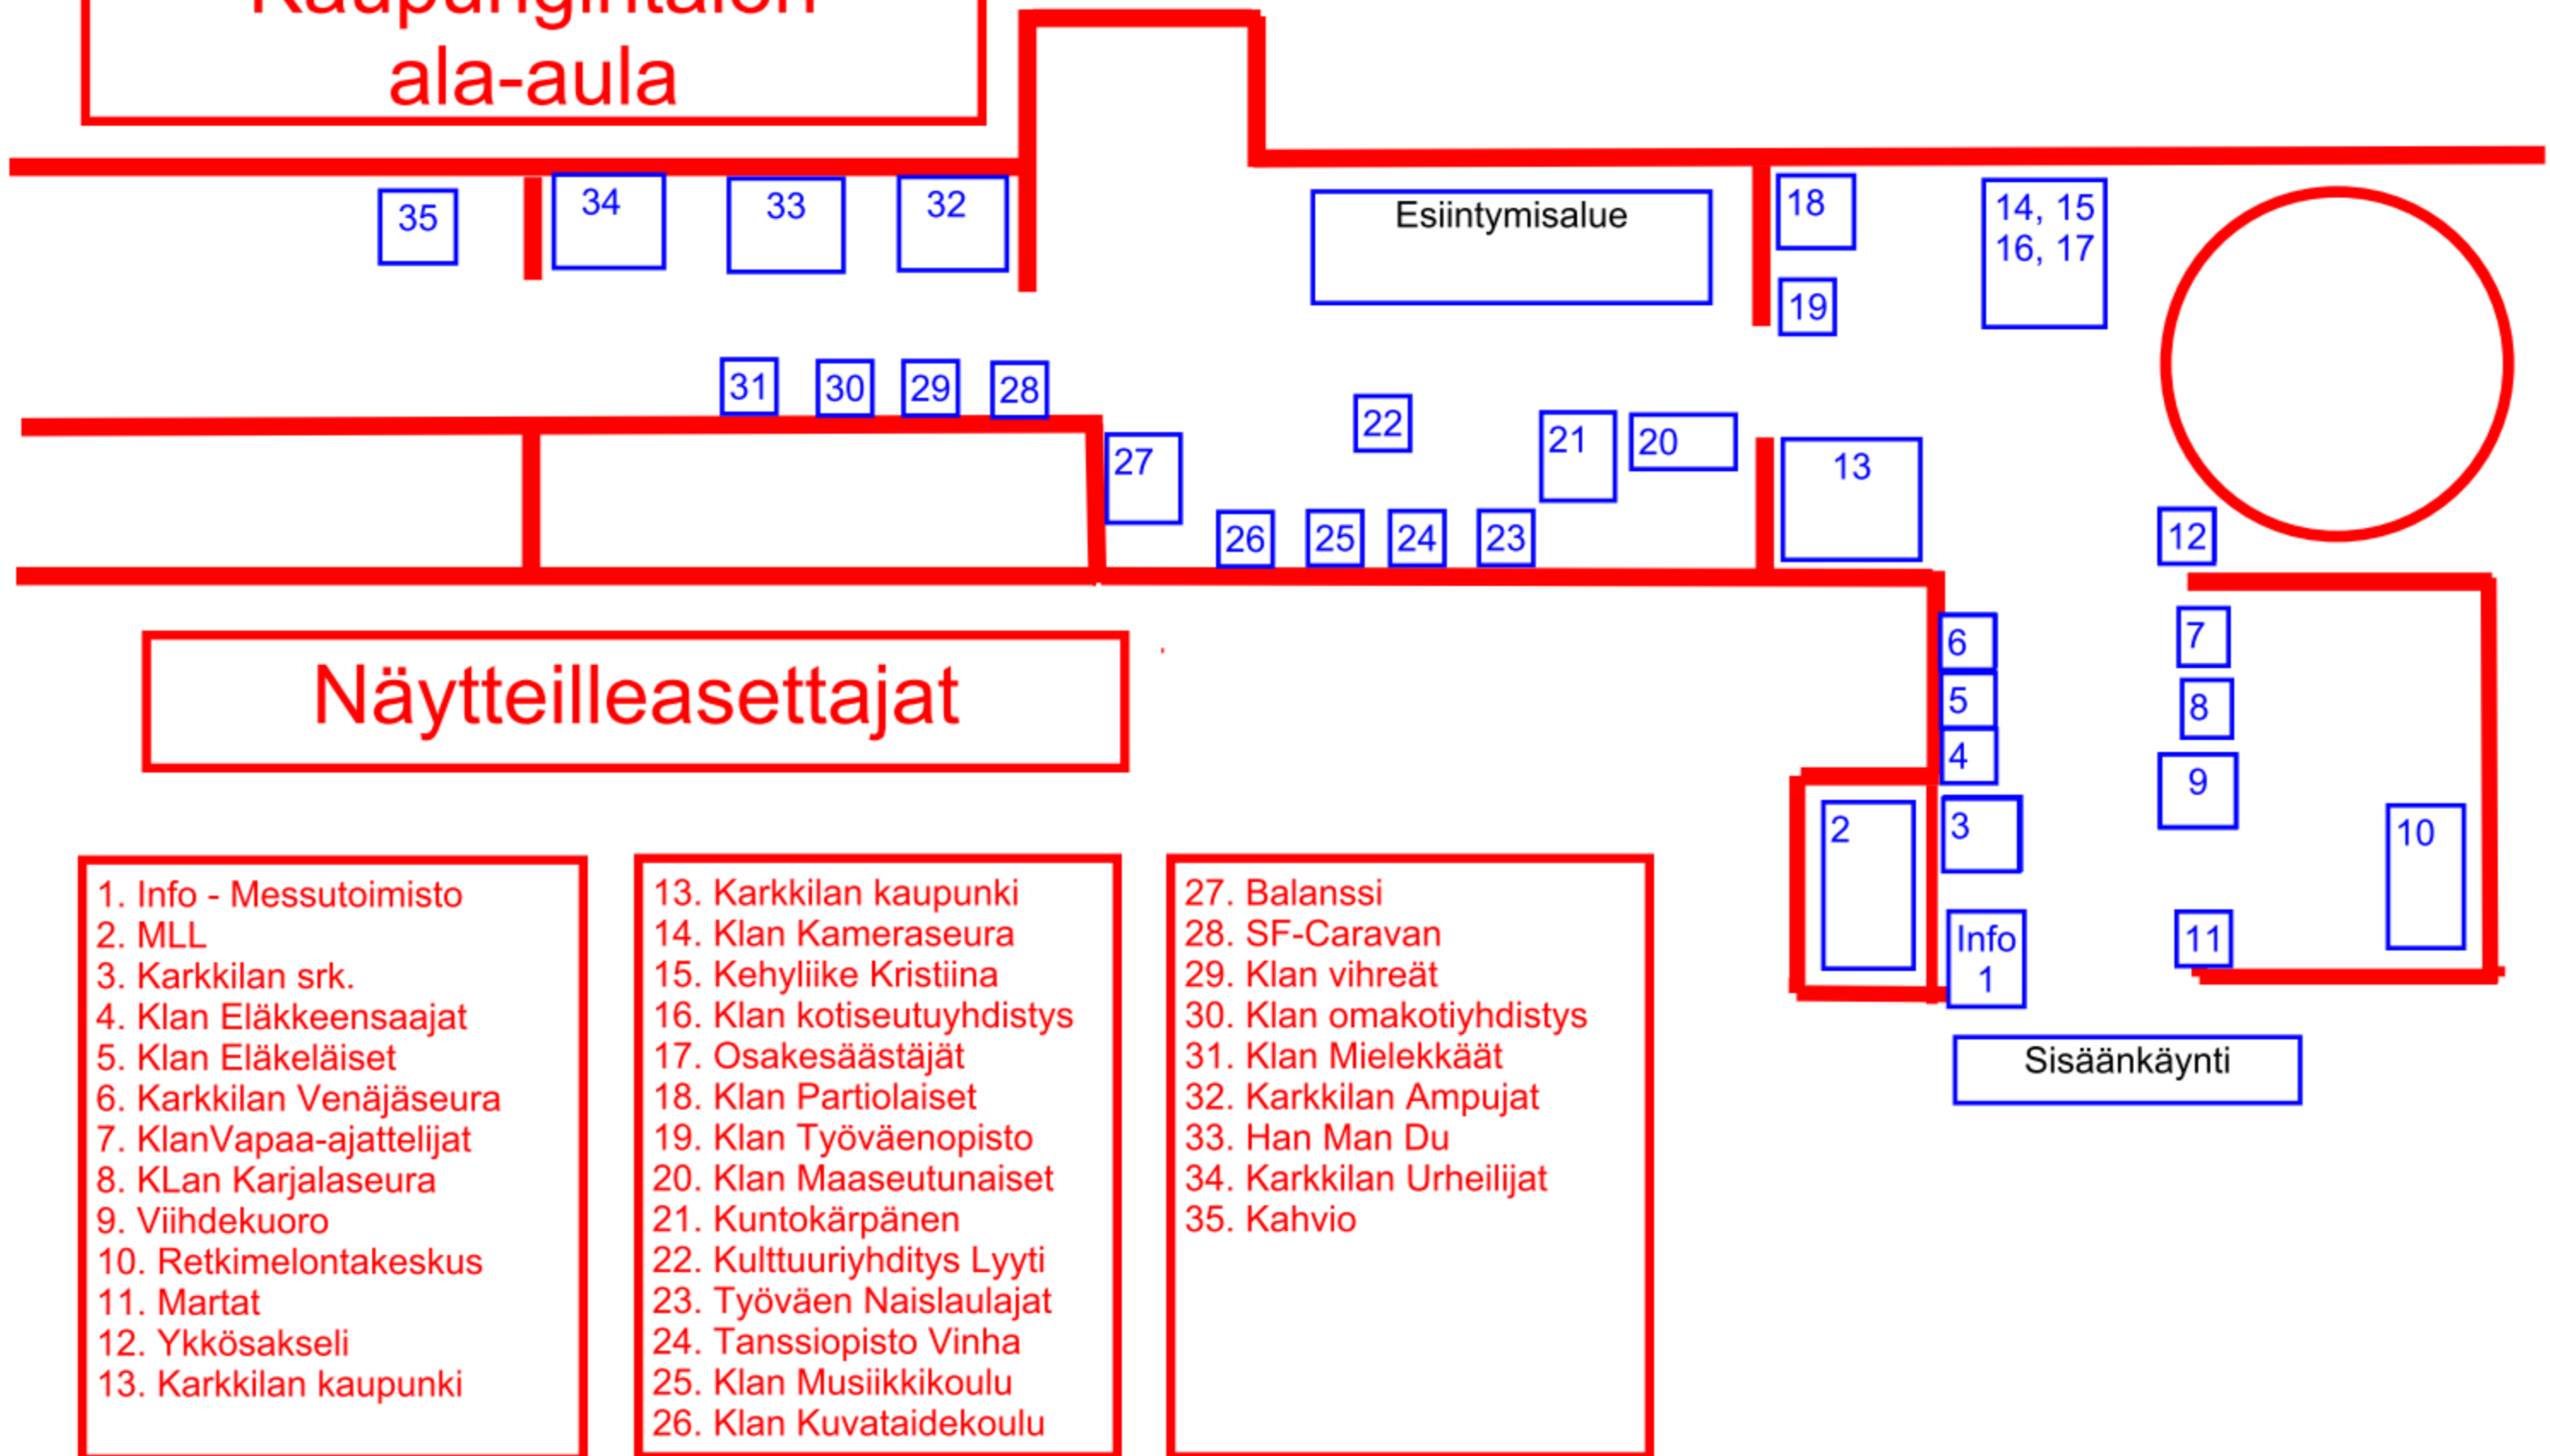 Kaupungintalon
ala-aula
35
34
33
32
Esiintymisalue
18
14, 15
16, 17
19
31
30
29
28
27
22
21
20
13
26
25
24
23
12
6
7
5
8
4
9
2
3
10
Info
1
11
Sisäänkäynti
Näytteilleasettajat
1. Info - Messutoimisto
2. MLL
3. Karkkilan srk.
4. Klan Eläkkeensaajat
5. Klan Eläkeläiset
6. Karkkilan Venäjäseura
7. KlanVapaa-ajattelijat
8. KLan Karjalaseura
9. Viihdekuoro
10. Retkimelontakeskus
11. Martat
12. Ykkösakseli
13. Karkkilan kaupunki
13. Karkkilan kaupunki
14. Klan Kameraseura
15. Kehyliike Kristiina
16. Klan kotiseutuyhdistys
17. Osakesäästäjät
18. Klan Partiolaiset
19. Klan Työväenopisto
20. Klan Maaseutunaiset
21. Kuntokärpänen
22. Kulttuuriyhditys Lyyti
23. Työväen Naislaulajat
24. Tanssiopisto Vinha
25. Klan Musiikkikoulu
26. Klan Kuvataidekoulu
27. Balanssi
28. SF-Caravan
29. Klan vihreät
30. Klan omakotiyhdistys
31. Klan Mielekkäät
32. Karkkilan Ampujat
33. Han Man Du
34. Karkkilan Urheilijat
35. Kahvio